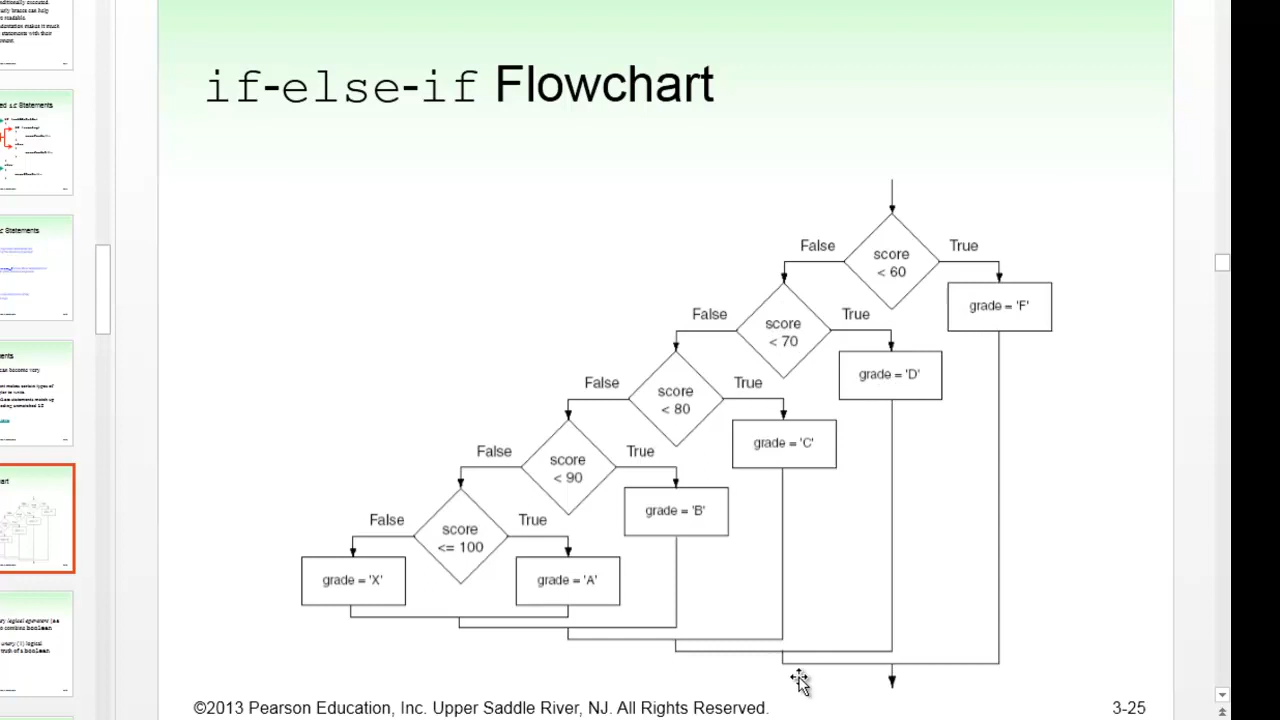 if-else-if Flowchart
False
score
< 60
True
grade = 'F'
False
score
< 70
True
grade = 'D'
False
score
< 80
True
grade = 'C'
False
score
< 90
True
grade = 'B'
False
score
<= 100
True
grade = 'X'
grade = 'A'
©2013 Pearson Education, Inc. Upper Saddle River, NJ. All Rights Reserved.
3-25